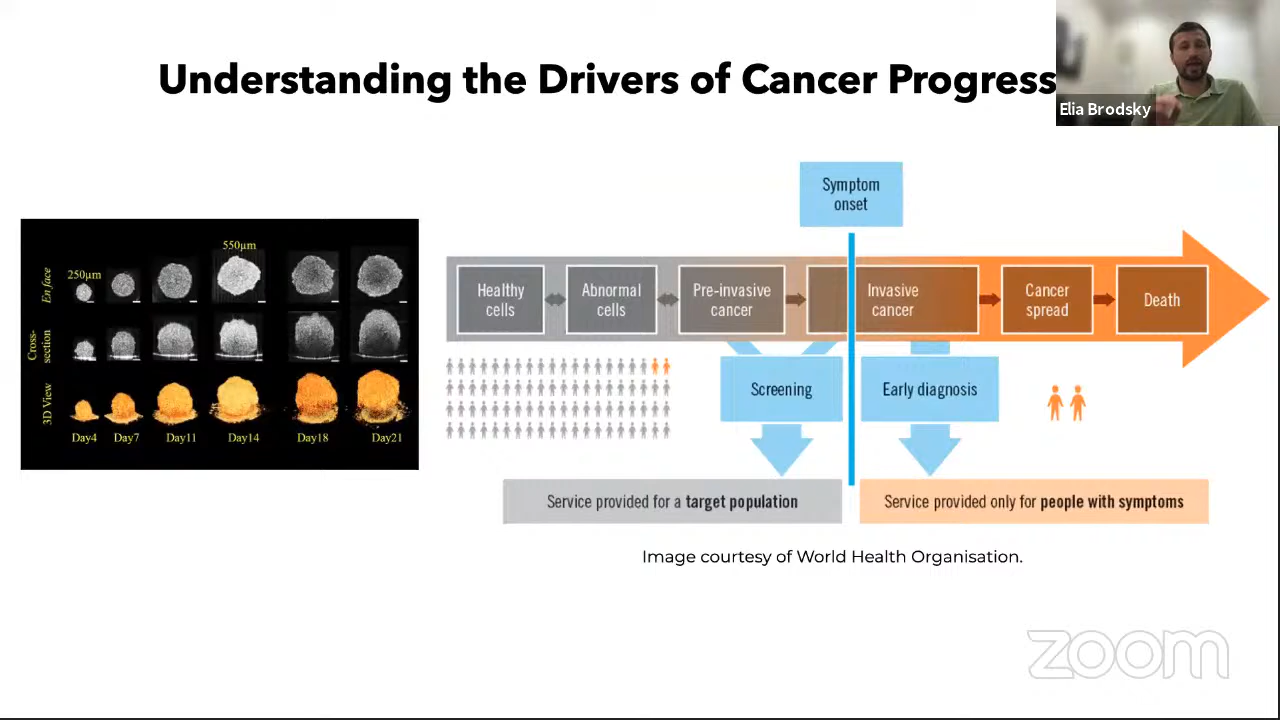 Understanding the Drivers of Cancer Progress
Elia Brodsky
550µm
250µm
En face
Cross-
section
3D View
Day4
Day7
Day11
Day14
Day18
Day21
Symptom
onset
Healthy
cells
Abnormal
cells
Pre-invasive
cancer
Invasive
cancer
Cancer
spread
Death
Screening
Early diagnosis
Service provided for a target population
Service provided only for people with symptoms
Image courtesy of World Health Organisation.
zoom